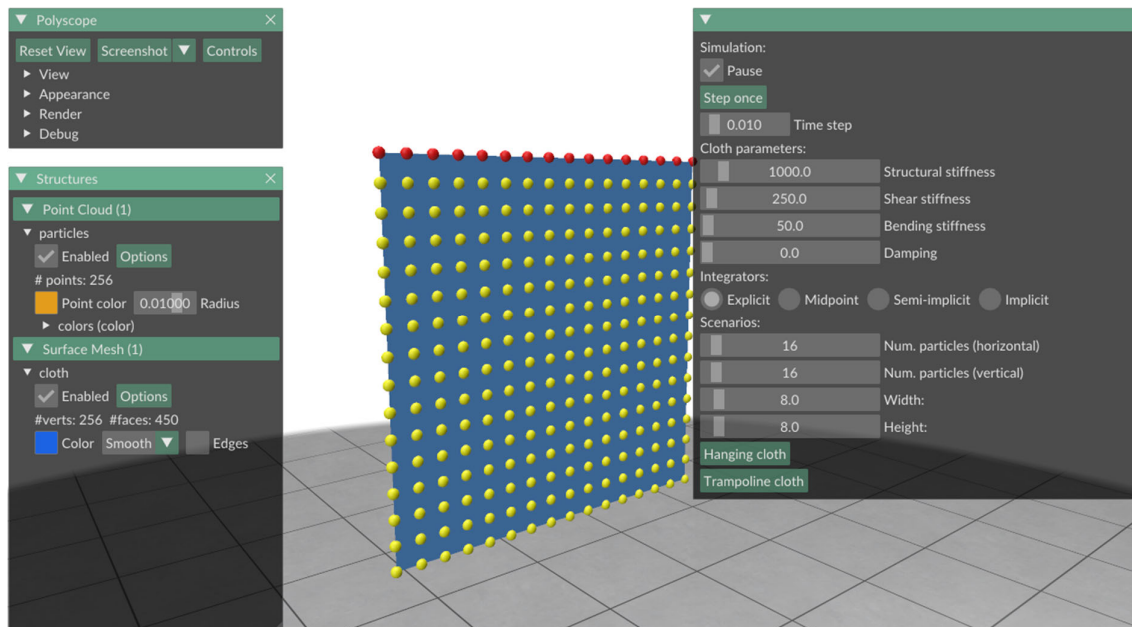 Polyscope
Reset View Screenshot Controls
View
Appearance
Render
Debug
Structures
Point Cloud (1)
particles
Enabled Options
# points: 256
Point color 0.01000 Radius
colors (color)
Surface Mesh (1)
cloth
Enabled Options
#verts: 256 #faces: 450
Color Smooth Edges
Simulation:
Pause
Step once
0.010 Time step
Cloth parameters:
1000.0 Structural stiffness
250.0 Shear stiffness
50.0 Bending stiffness
0.0 Damping
Integrators:
Explicit Midpoint Semi-implicit Implicit
Scenarios:
16 Num. particles (horizontal)
16 Num. particles (vertical)
8.0 Width:
8.0 Height:
Hanging cloth
Trampoline cloth